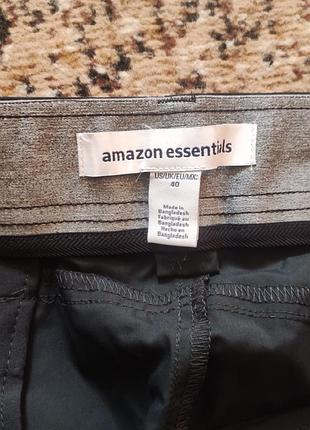 amazon essentials
US/UK/EU/MX:
40
Made in
Bangladesh
Fabriqué au
Bangladesh
Hecho en
Bangladesh